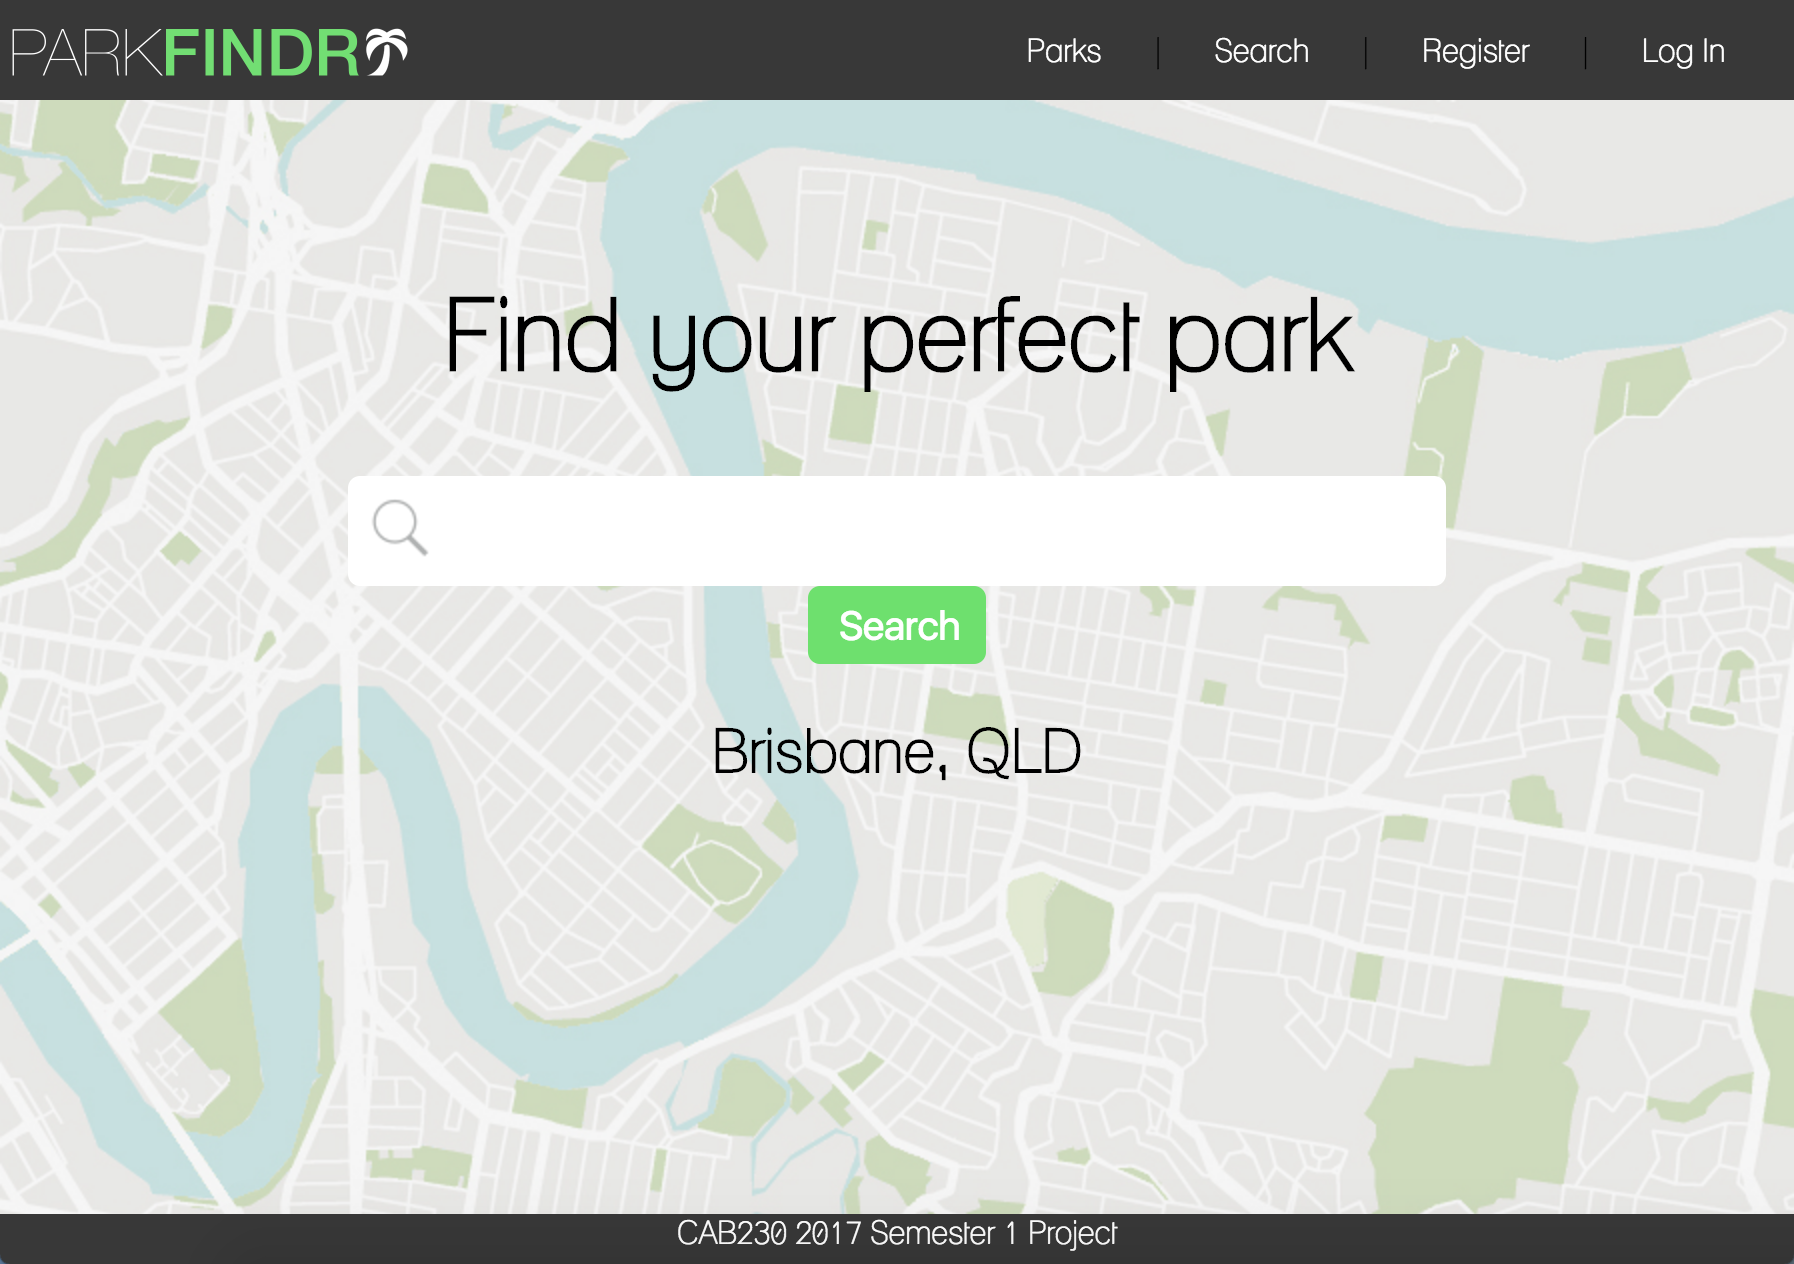 PARKFINDR
Parks | Search | Register | Log In
Find your perfect park
Search
Brisbane, QLD
CAB230 2017 Semester 1 Project